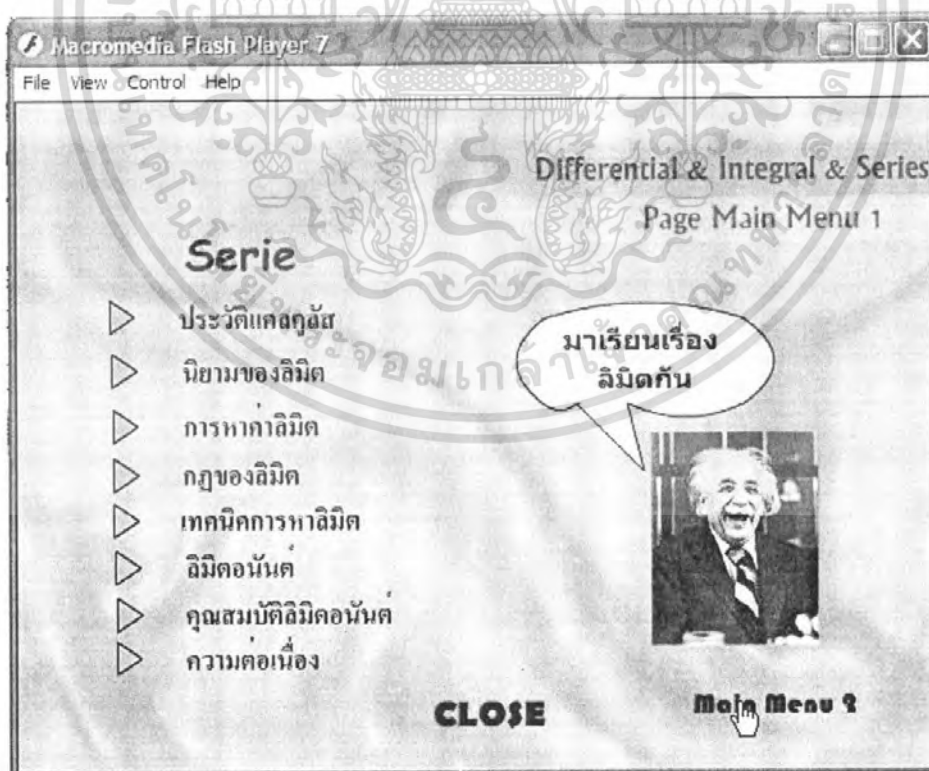 Macromedia Flash Player 7
File View Control Help
Differential & Integral & Series
Page Main Menu 1
Serie
ประวัติแคลกูลัส
นิยามของลิมิต
การหาค่าลิมิต
กฎของลิมิต
เทคนิคการหาลิมิต
ลิมิตอนันต์
คุณสมบัติลิมิตอนันต์
ความต่อเนื่อง
มาเรียนเรื่อง
ลิมิตกัน
CLOSE
Main Menu 2